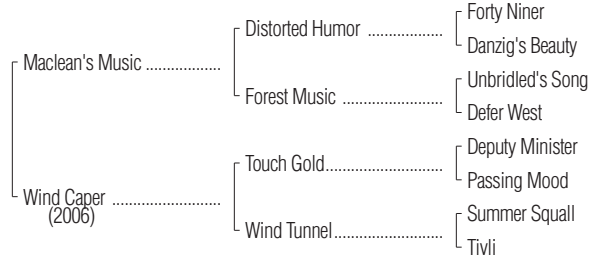 Forty Niner
Distorted Humor ..................
Danzig's Beauty
Maclean's Music ..................
Unbridled's Song
Forest Music ........................
Defer West
Deputy Minister
Touch Gold............................
Passing Mood
Wind Caper ..........................
(2006)
Summer Squall
Wind Tunnel..........................
Tivli